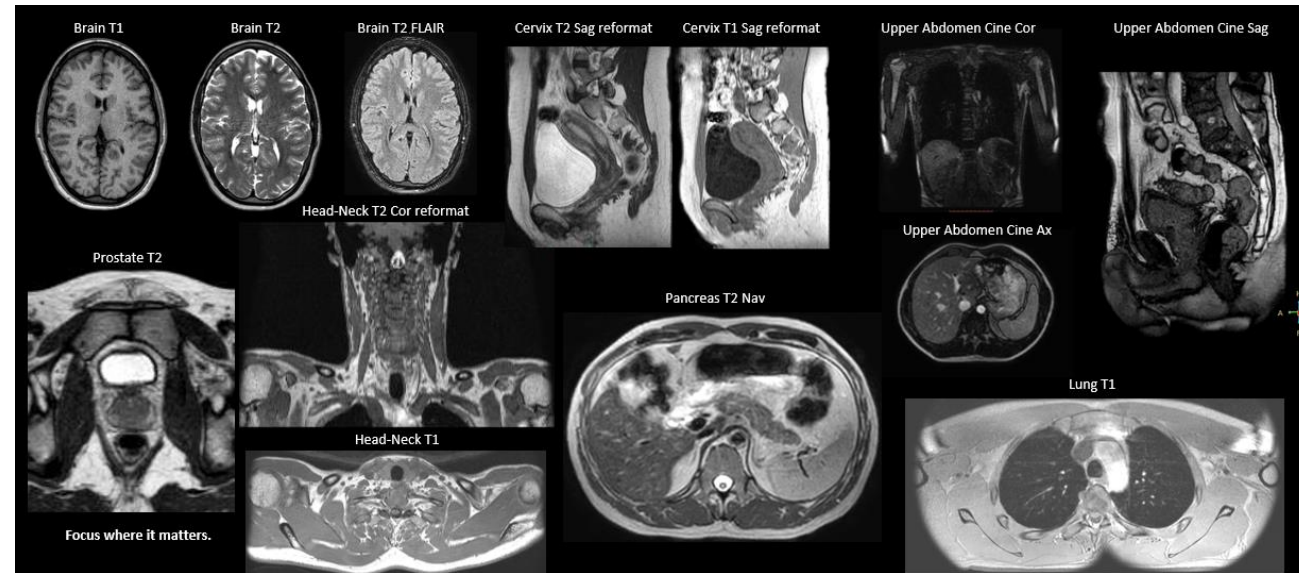 Brain T1
Brain T2
Brain T2 FLAIR
Cervix T2 Sag reformat
Cervix T1 Sag reformat
Upper Abdomen Cine Cor
Upper Abdomen Cine Sag
Head-Neck T2 Cor reformat
Upper Abdomen Cine Ax
Prostate T2
Pancreas T2 Nav
A
Lung T1
Head-Neck T1
Focus where it matters.